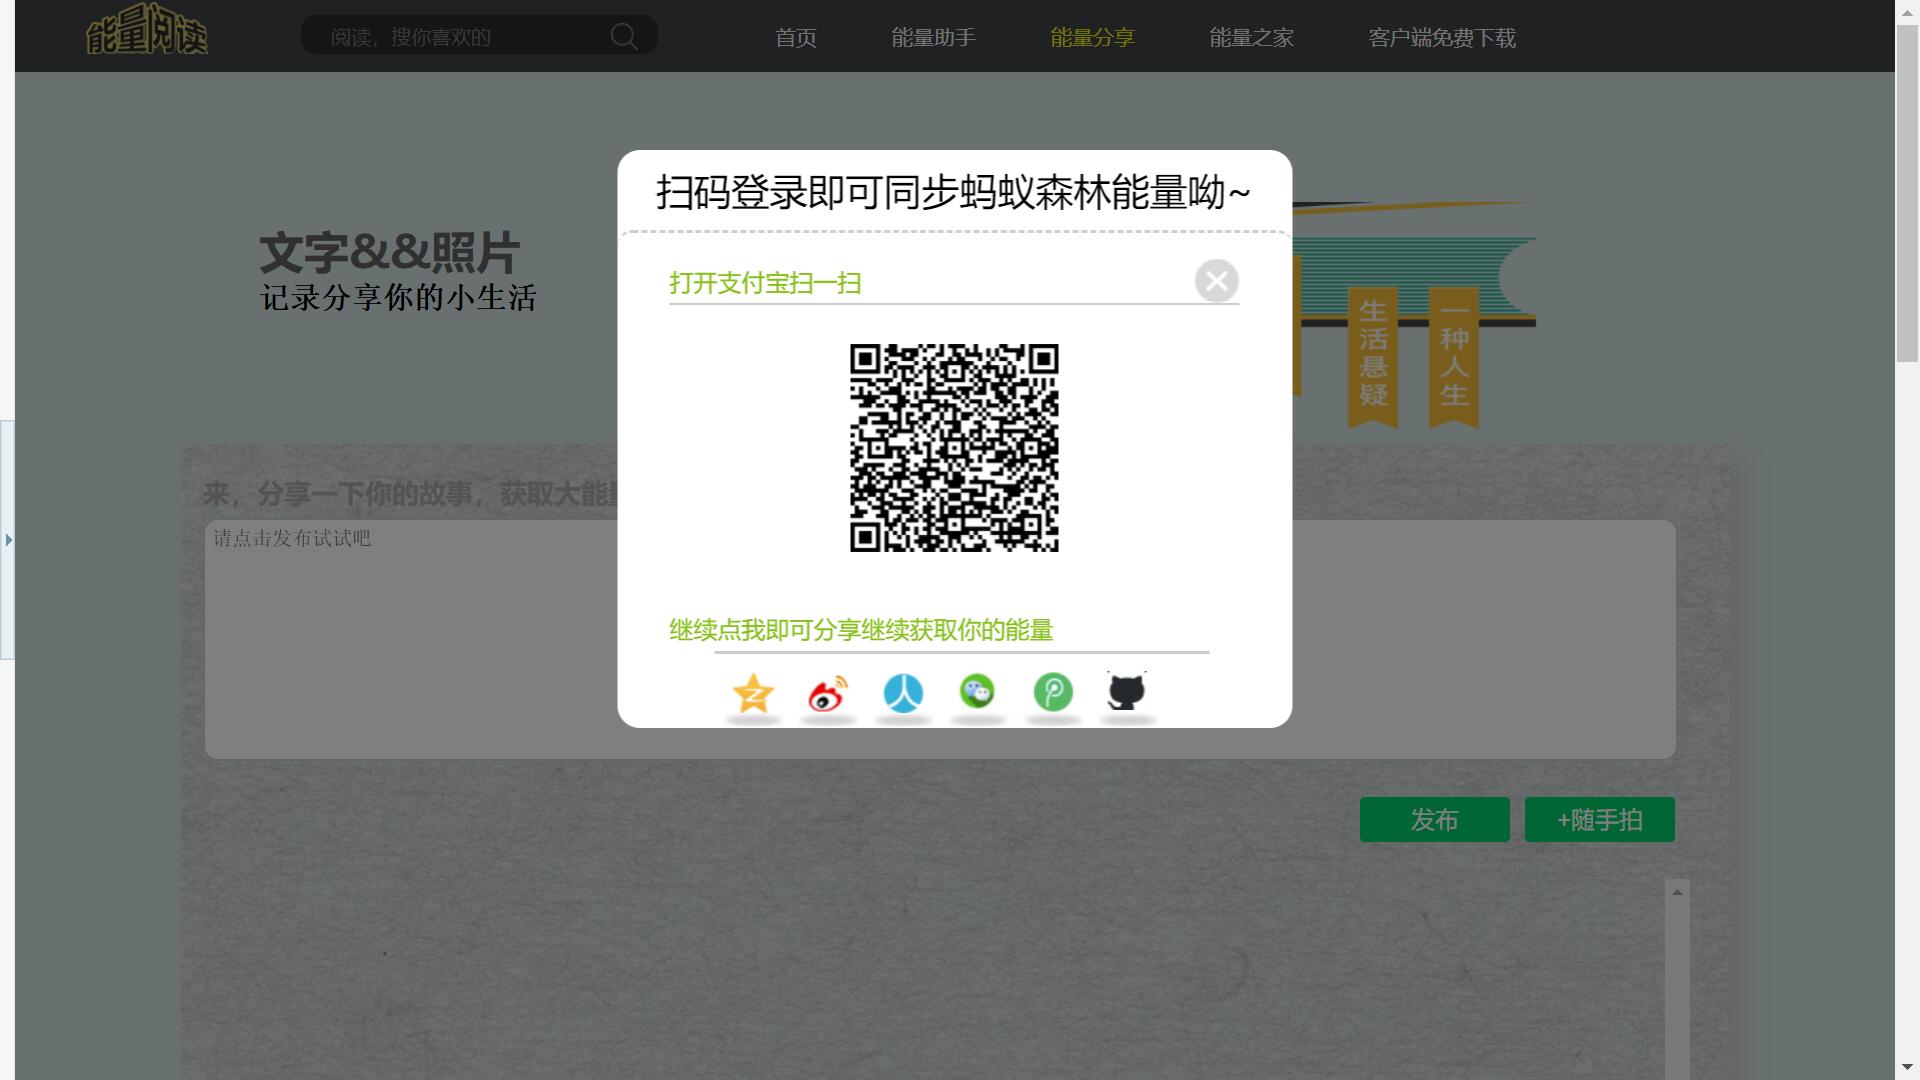 能量阅读
阅读，搜你喜欢的
首页
能量助手
能量分享
能量之家
客户端免费下载
扫码登录即可同步蚂蚁森林能量呦~
文字&&照片
记录分享你的小生活
打开支付宝扫一扫
生活悬疑
一种人生
来，分享一下你的故事，获取大能量
请点击发布试试吧
继续点我即可分享继续获取你的能量
发布
+随手拍